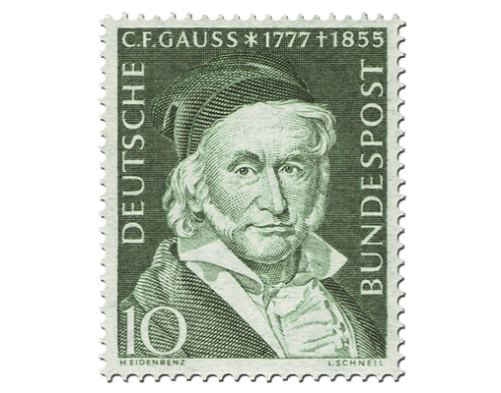 C.F. GAUSS * 1777 † 1855
DEUTSCHE
BUNDESPOST
10
HEIDENBENZ
L. SCHNELL